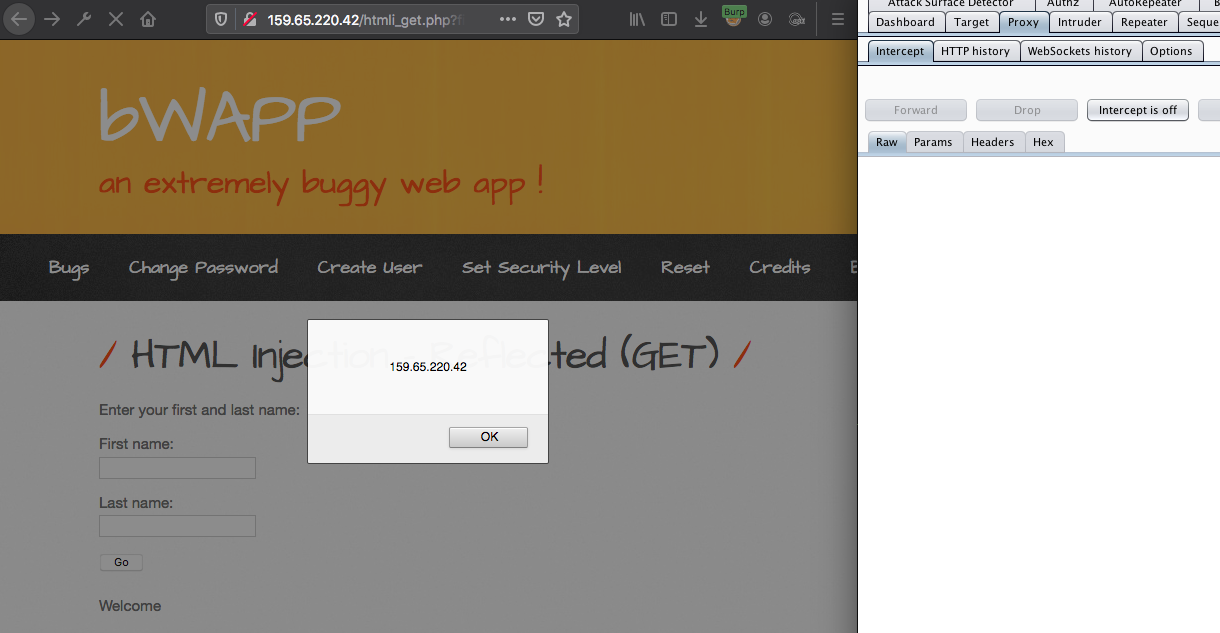 159.65.220.42/htmli_get.php?f
Burp
bWAPP
an extremely buggy web app !
Bugs Change Password Create User Set Security Level Reset Credits
/ HTML Injection - Reflected (GET) /
Enter your first and last name:
First name:
Last name:
Go
Welcome
159.65.220.42
OK
Attack Surface Detector Authz AutoRepeater
Dashboard Target Proxy Intruder Repeater Seque
Intercept HTTP history WebSockets history Options
Forward Drop Intercept is off
Raw Params Headers Hex